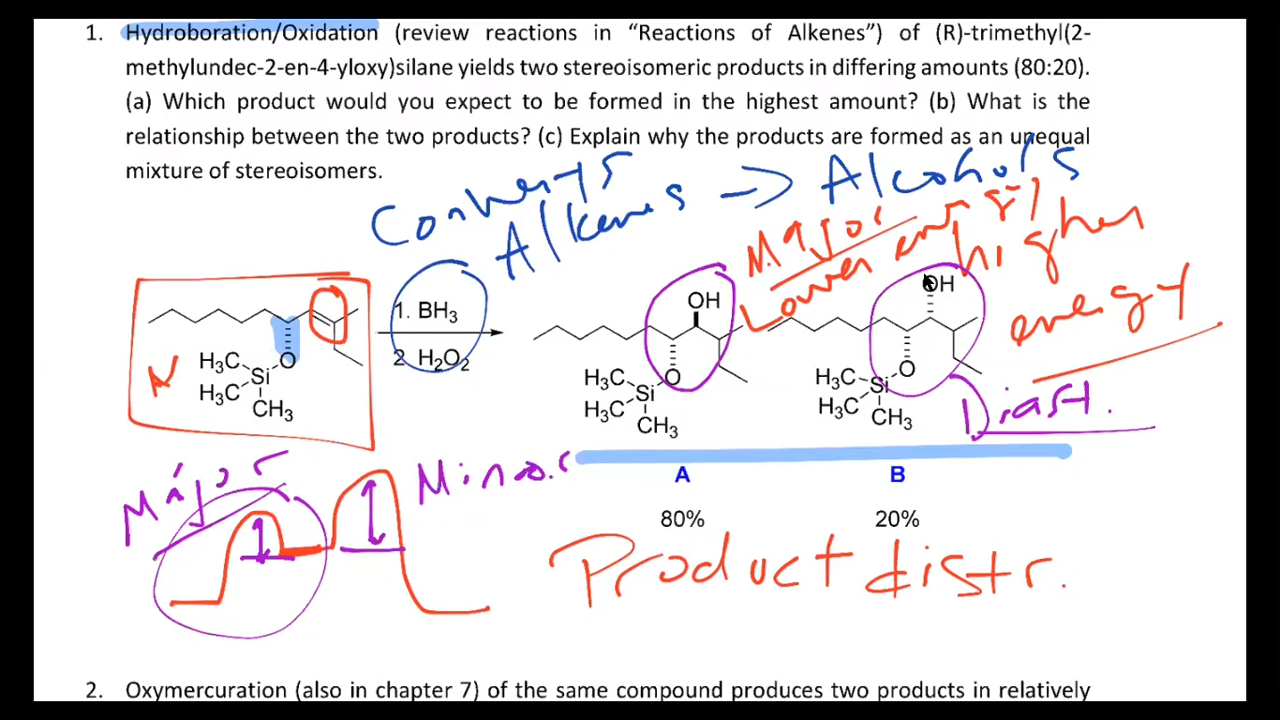 1. Hydroboration/Oxidation (review reactions in “Reactions of Alkenes”) of (R)-trimethyl(2-
methylundec-2-en-4-yloxy)silane yields two stereoisomeric products in differing amounts (80:20).
(a) Which product would you expect to be formed in the highest amount? (b) What is the
relationship between the two products? (c) Explain why the products are formed as an unequal
mixture of stereoisomers.
Converts
Alkenes -> Alcohols
Major
Lower energy
higher
energy
1. BH3
2. H2O2
H3C
Si
O
H3C
CH3
OH
H3C
Si
O
H3C
CH3
OH
H3C
Si
O
H3C
CH3
Diast.
Major
Minor
A
B
80%
20%
Product distr.
2. Oxymercuration (also in chapter 7) of the same compound produces two products in relatively